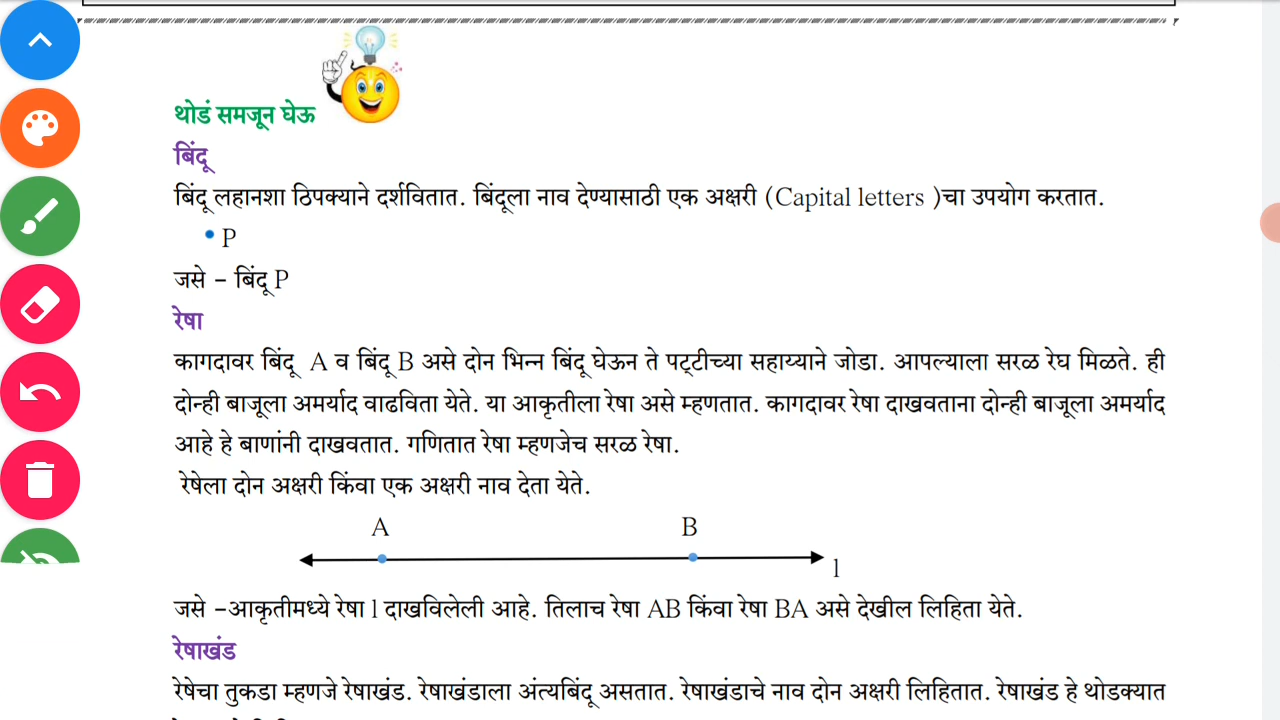 थोडं समजून घेऊ
बिंदू
बिंदू लहानशा ठिपक्याने दर्शवितात. बिंदूला नाव देण्यासाठी एक अक्षरी (Capital letters )चा उपयोग करतात.
P
जसे – बिंदू P
रेषा
कागदावर बिंदू A व बिंदू B असे दोन भिन्न बिंदू घेऊन ते पट्टीच्या सहाय्याने जोडा. आपल्याला सरळ रेघ मिळते. ही
दोन्ही बाजूला अमर्याद वाढविता येते. या आकृतीला रेषा असे म्हणतात. कागदावर रेषा दाखवताना दोन्ही बाजूला अमर्याद
आहे हे बाणांनी दाखवतात. गणितात रेषा म्हणजेच सरळ रेषा.
रेषेला दोन अक्षरी किंवा एक अक्षरी नाव देता येते.
A B
l
जसे –आकृतीमध्ये रेषा l दाखविलेली आहे. तिलाच रेषा AB किंवा रेषा BA असे देखील लिहिता येते.
रेषाखंड
रेषेचा तुकडा म्हणजे रेषाखंड. रेषाखंडाला अंत्यबिंदू असतात. रेषाखंडाचे नाव दोन अक्षरी लिहितात. रेषाखंड हे थोडक्यात